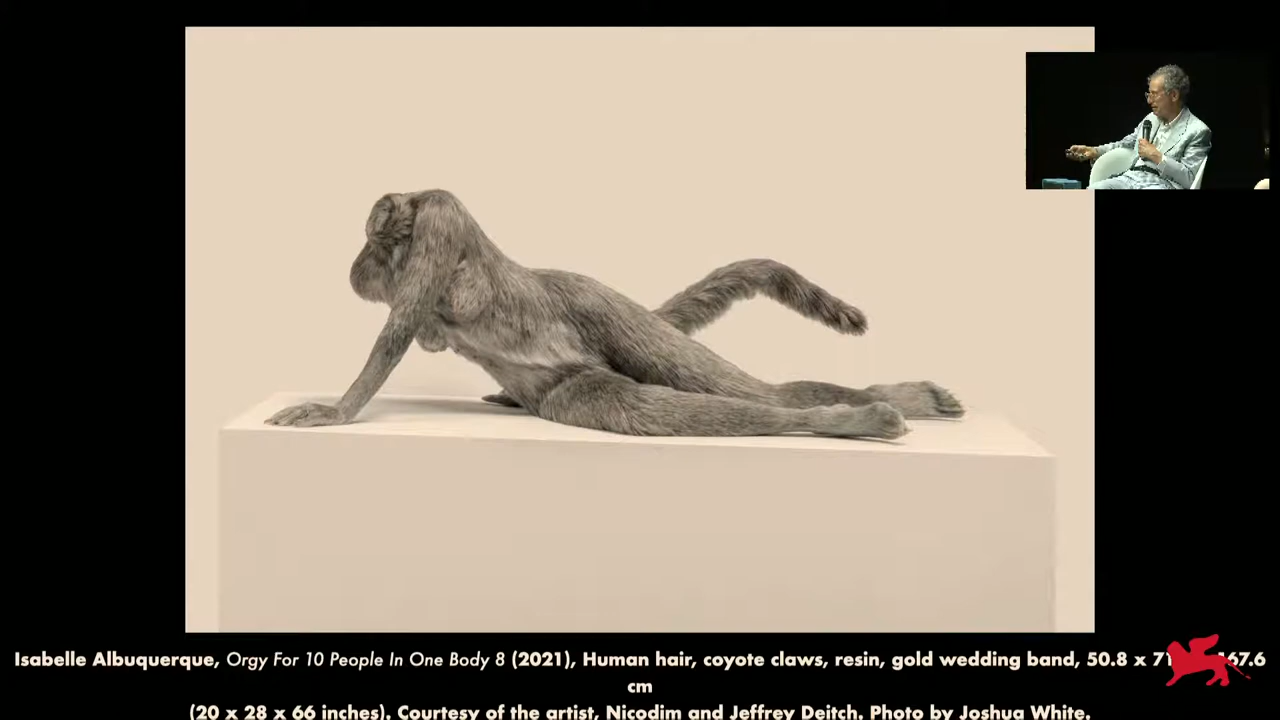 Isabelle Albuquerque, Orgy For 10 People In One Body 8 (2021), Human hair, coyote claws, resin, gold wedding band, 50.8 x 67.6
cm
(20 x 28 x 66 inches). Courtesy of the artist, Nicodim and Jeffrey Deitch. Photo by Joshua White.